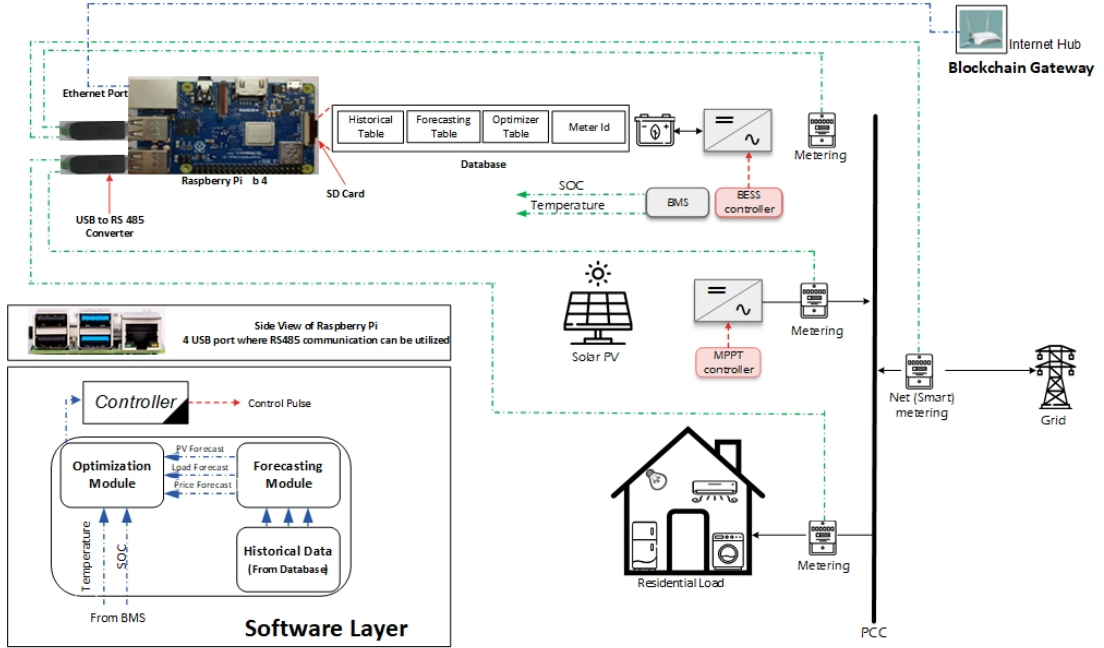 Internet Hub
Blockchain Gateway
Ethernet Port
Historical
Table
Forecasting
Table
Optimizer
Table
Meter Id
Database
Raspberry Pi b 4
SD Card
USB to RS 485
Converter
Metering
SOC
Temperature
BMS
BESS
controller
Solar PV
MPPT
controller
Metering
Side View of Raspberry Pi
4 USB port where RS485 communication can be utilized
Net (Smart)
metering
Grid
Controller
Control Pulse
Optimization
Module
PV Forecast
Load Forecast
Price Forecast
Forecasting
Module
Historical Data
(From Database)
Temperature
SOC
From BMS
Software Layer
Residential Load
Metering
PCC